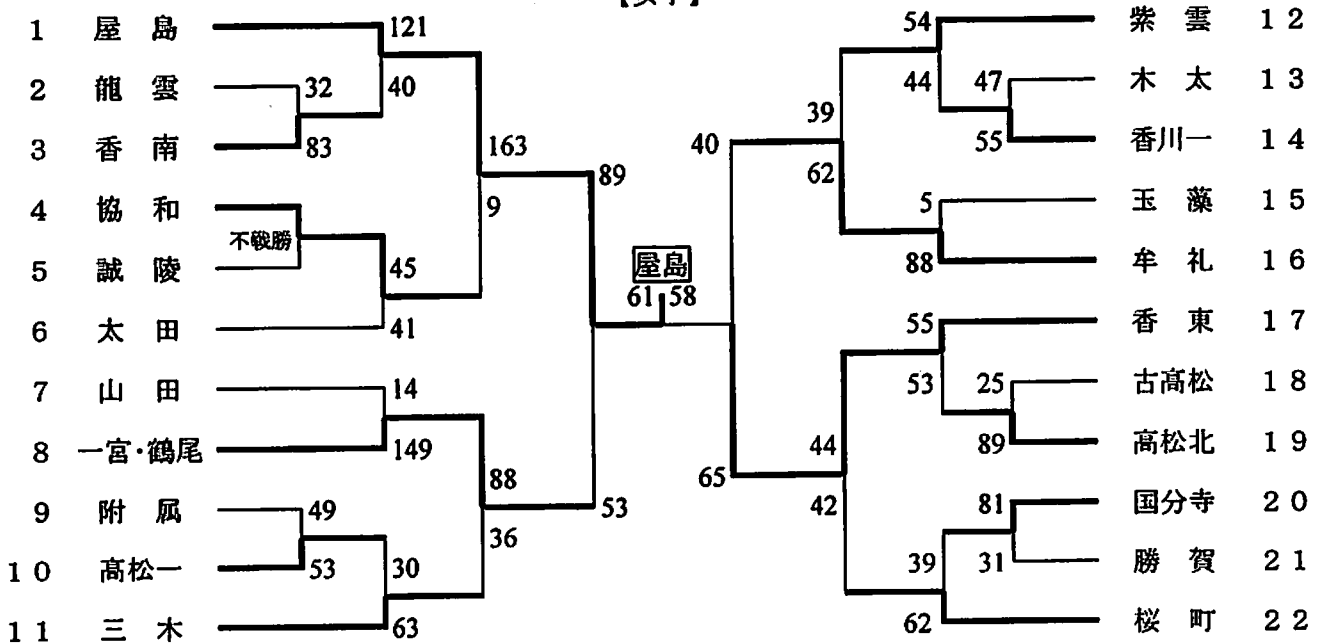 1 屋島 121
2 龍雲 32 40
3 香南 83
163
4 協和
不戦勝
9
5 誠陵 45
6 太田 41
89
7 山田 14
8 一宮・鶴尾 149
88
9 附属 49
53
36
10 高松一 53 30
11 三木 63
屋島
61 58
54 紫雲 12
44 47 木太 13
39
40
55 香川一 14
62
5 玉藻 15
88 牟礼 16
55 香東 17
53 25 古高松 18
44
89 高松北 19
65
42
81 国分寺 20
39 31 勝賀 21
62 桜町 22